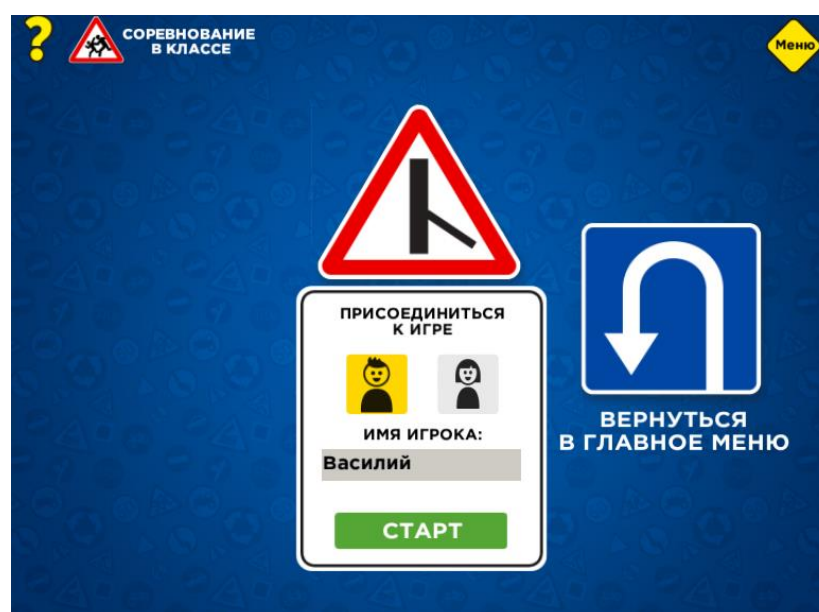 СОРЕВНОВАНИЕ
В КЛАССЕ
Меню
ПРИСОЕДИНИТЬСЯ
К ИГРЕ
ИМЯ ИГРОКА:
Василий
СТАРТ
ВЕРНУТЬСЯ
В ГЛАВНОЕ МЕНЮ